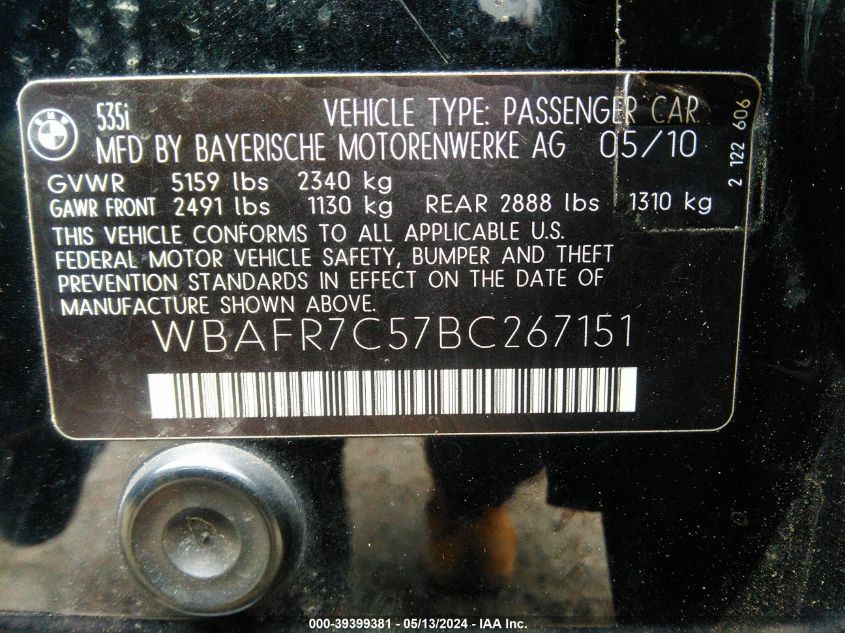 BMW
535i VEHICLE TYPE: PASSENGER CAR
MFD BY BAYERISCHE MOTORENWERKE AG 05/10
GVWR 5159 lbs 2340 kg
GAWR FRONT 2491 lbs 1130 kg REAR 2888 lbs 1310 kg
THIS VEHICLE CONFORMS TO ALL APPLICABLE U.S.
FEDERAL MOTOR VEHICLE SAFETY, BUMPER AND THEFT
PREVENTION STANDARDS IN EFFECT ON THE DATE OF
MANUFACTURE SHOWN ABOVE.
WBAFR7C57BC267151
2 122 606
000-39399381 - 05/13/2024 - IAA Inc.